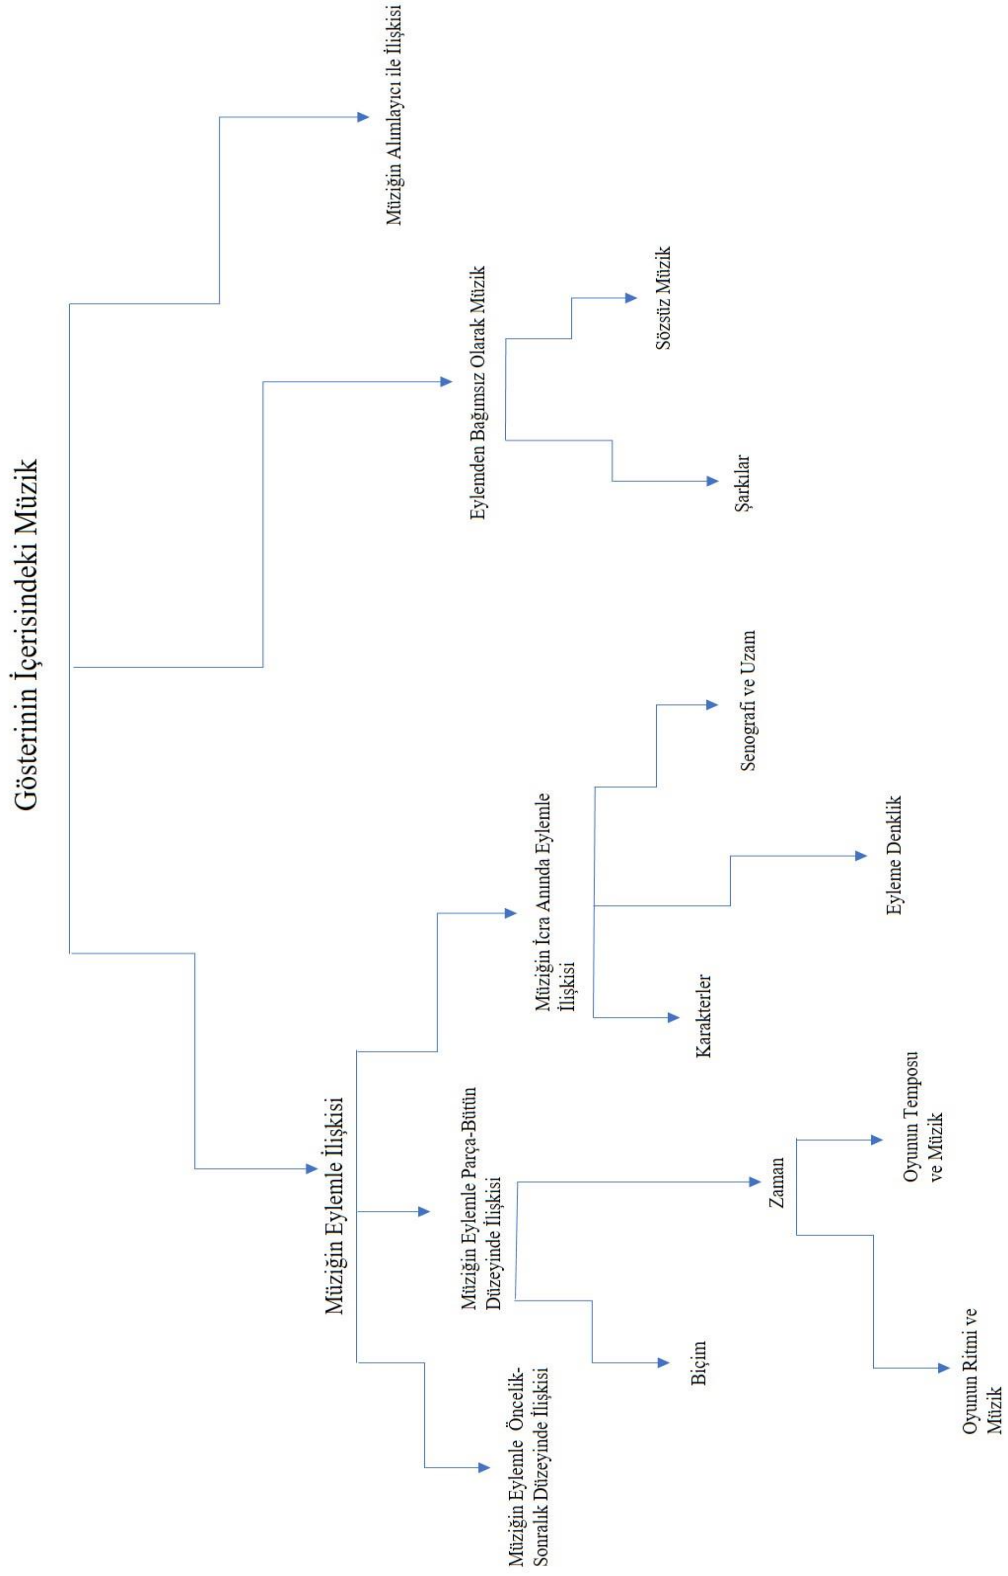 Gösterinin İçerisindeki Müzik
Müziğin Eylemle İlişkisi
Eylemden Bağımsız Olarak Müzik
Müziğin Alımlayıcı ile İlişkisi
Müziğin Eylemle Öncelik-
Sonralık Düzeyinde İlişkisi
Müziğin Eylemle Parça-Bütün
Düzeyinde İlişkisi
Müziğin İcra Anında Eylemle
İlişkisi
Şarkılar
Sözsüz Müzik
Biçim
Zaman
Karakterler
Eyleme Denklik
Senografi ve Uzam
Oyunun Ritmi ve
Müzik
Oyunun Temposu
ve Müzik